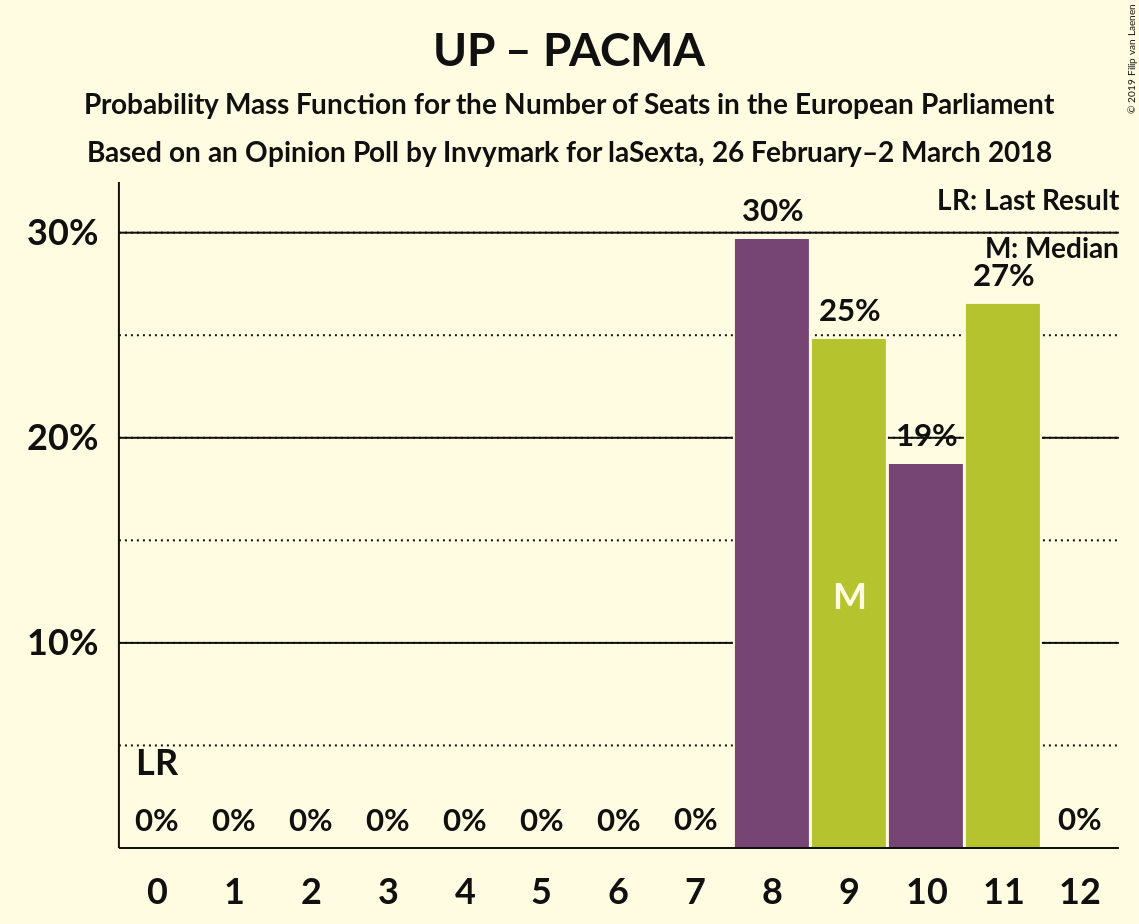 UP – PACMA
Probability Mass Function for the Number of Seats in the European Parliament
Based on an Opinion Poll by Invymark for laSexta, 26 February–2 March 2018
© 2019 Filip van Laenen
LR: Last Result
M: Median
30%
20%
10%
30%
25%
19%
27%
M
LR
0% 0% 0% 0% 0% 0% 0% 0% 0%
0 1 2 3 4 5 6 7 8 9 10 11 12